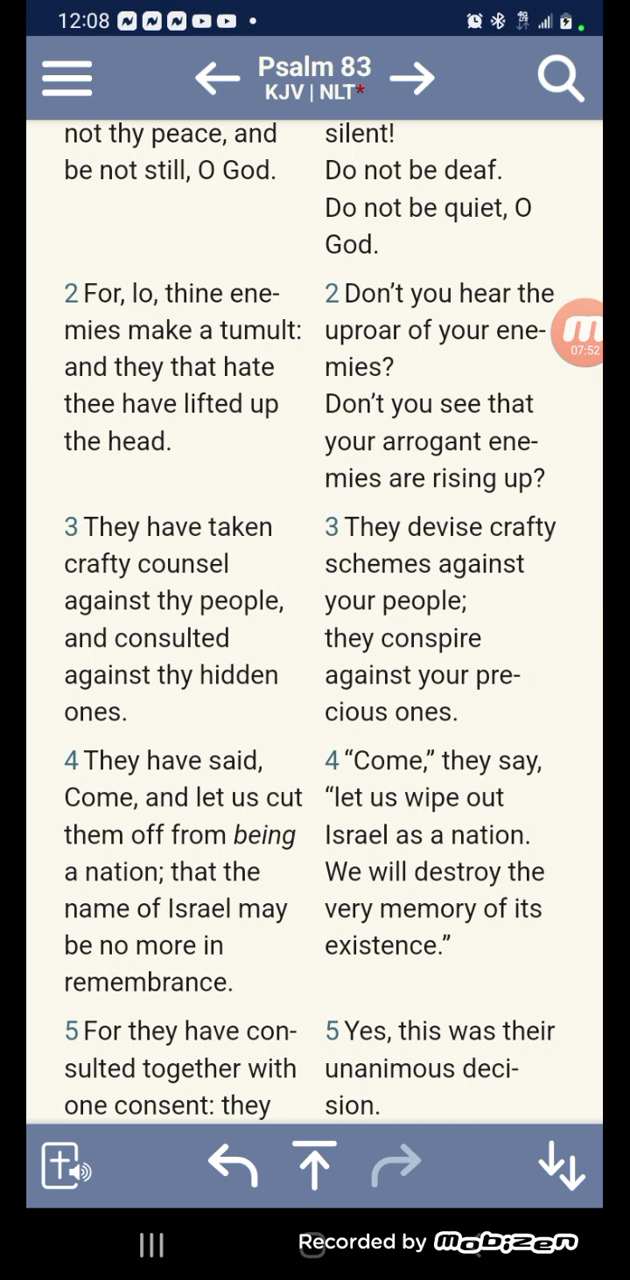 12:08
Psalm 83
KJV | NLT*
not thy peace, and
be not still, O God.
silent!
Do not be deaf.
Do not be quiet, O
God.
2 For, lo, thine ene-
mies make a tumult:
and they that hate
thee have lifted up
the head.
2 Don’t you hear the
uproar of your ene-
mies?
Don’t you see that
your arrogant ene-
mies are rising up?
07:52
3 They have taken
crafty counsel
against thy people,
and consulted
against thy hidden
ones.
3 They devise crafty
schemes against
your people;
they conspire
against your pre-
cious ones.
4 They have said,
Come, and let us cut
them off from being
a nation; that the
name of Israel may
be no more in
remembrance.
4 “Come,” they say,
“let us wipe out
Israel as a nation.
We will destroy the
very memory of its
existence.”
5 For they have con-
sulted together with
one consent: they
5 Yes, this was their
unanimous deci-
sion.
Recorded by mobizen